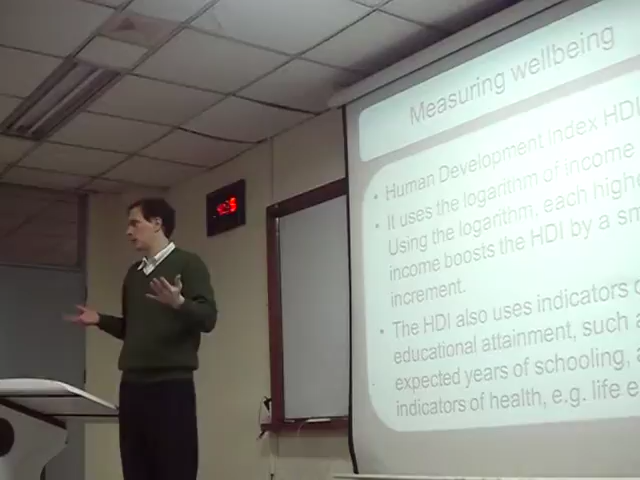 Measuring wellbeing
• Human Development Index HDI
• It uses the logarithm of income
Using the logarithm, each
income boosts the HDI by a
increment.
• The HDI also uses indicators
educational attainment, such
expected years of schooling,
indicators of health, e.g. life